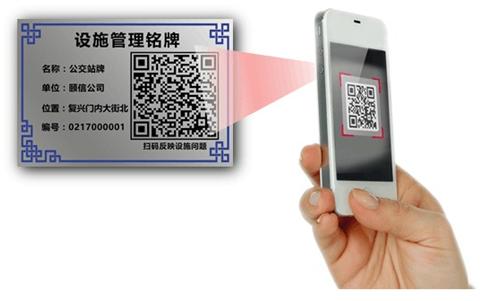 设施管理铭牌
名称：公交站牌
单位：颐信公司
位置：复兴门内大街北
编号：0217000001
扫码反映设施问题